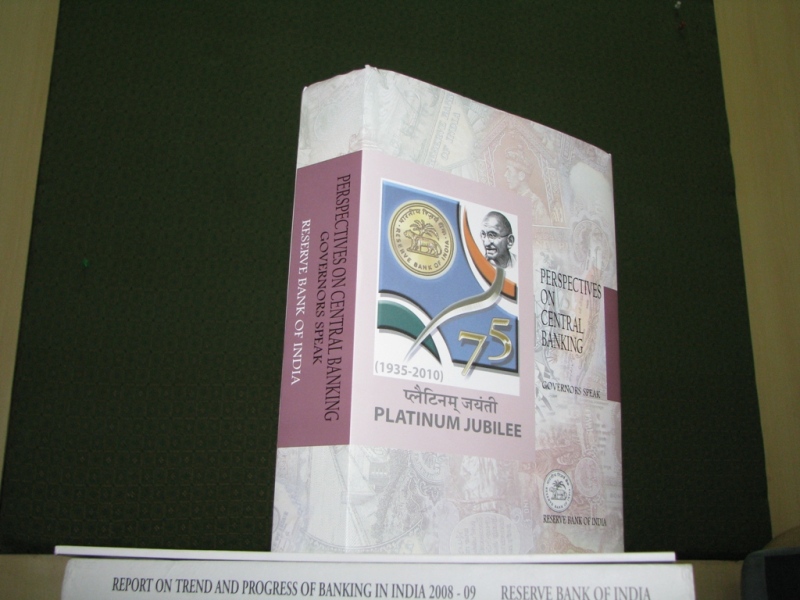 PERSPECTIVES ON CENTRAL BANKING
GOVERNORS SPEAK
RESERVE BANK OF INDIA
भारतीय रिज़र्व बैंक
RESERVE BANK OF INDIA
75
(1935-2010)
प्लैटिनम् जयंती
PLATINUM JUBILEE
PERSPECTIVES
ON
CENTRAL
BANKING
GOVERNORS SPEAK
RESERVE BANK OF INDIA
REPORT ON TREND AND PROGRESS OF BANKING IN INDIA 2008 - 09 RESERVE BANK OF INDIA